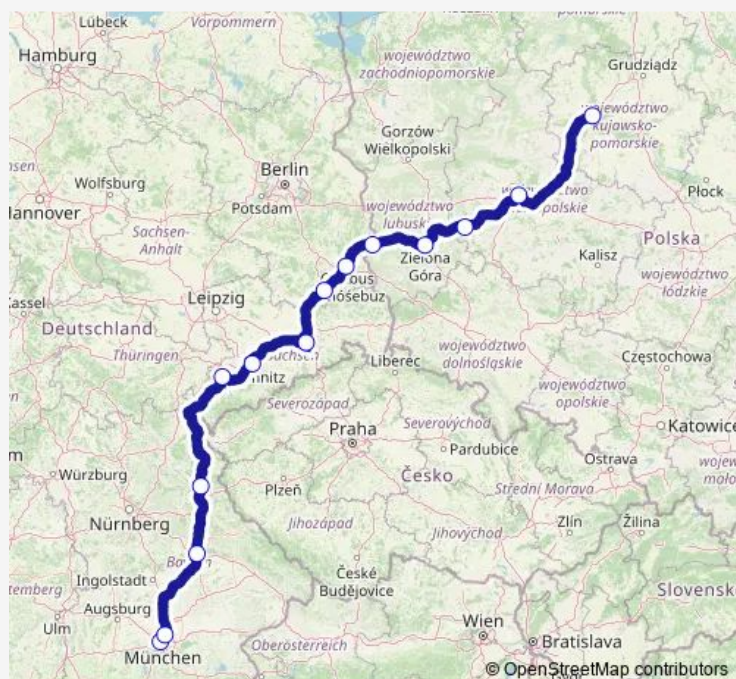 Lübeck
Vorpommern
Hamburg
województwo
zachodniopomorskie
Grudziądz
województwo
kujawsko-
pomorskie
Gorzów
Wielkopolski
Berlin
Potsdam
Wolfsburg
Hannover
Sachsen-
Anhalt
województwo
lubuski
polskie
Płock
Polska
Zielona
Góra
Kalisz
województwo
łódzkie
Kassel
Leipzig
Deutschland
Thüringen
województwo
dolnośląskie
Częstochowa
Liberec
województwo
opolskie
Katowice
Severozápad
Praha
Severovýchod
Pardubice
Ostrava
Würzburg
Plzeň
Česko
Střední Morava
Nürnberg
Jihozápad
Jihovýchod
Zlín
Žilina
Ingolstadt
České
Budějovice
Slovensko
Augsburg
Ulm
München
Oberösterreich
Wien
Bratislava
© OpenStreetMap contributors